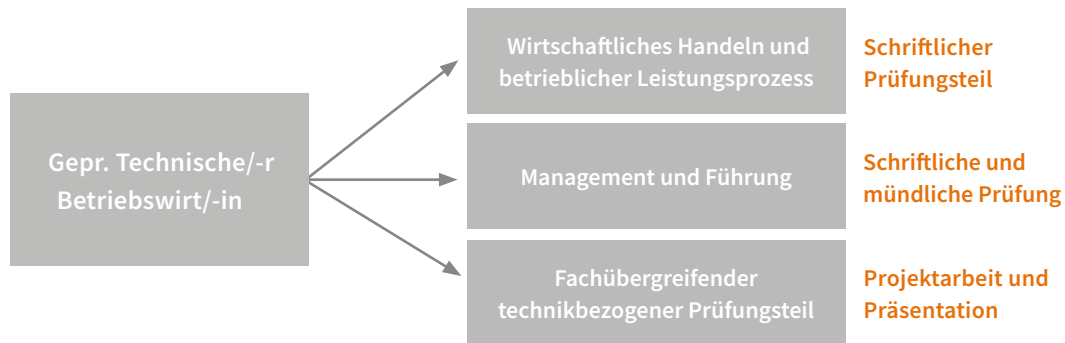 Gepr. Technische/-r
Betriebswirt/-in
Wirtschaftliches Handeln und
betrieblicher Leistungsprozess
Schriftlicher
Prüfungsteil
Management und Führung
Schriftliche und
mündliche Prüfung
Fachübergreifender
technikbezogener Prüfungsteil
Projektarbeit und
Präsentation